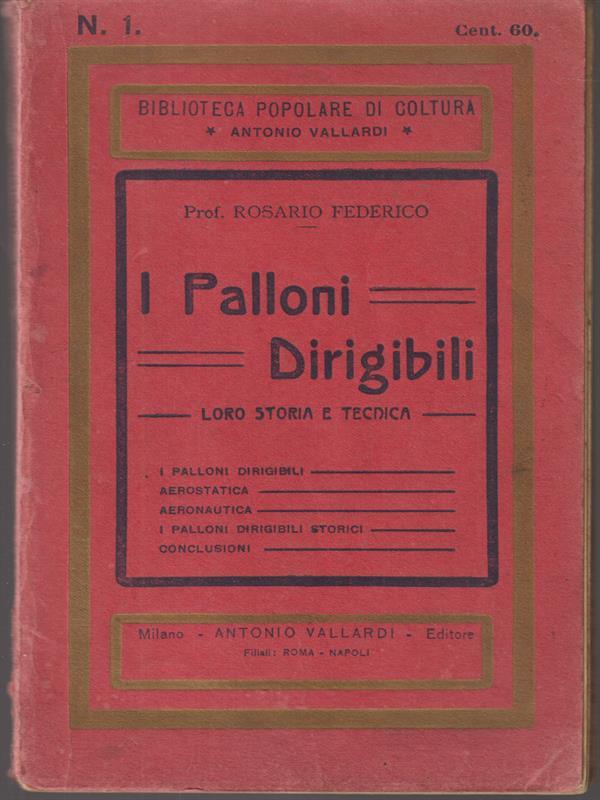 N. 1.
Cent. 60.
BIBLIOTECA POPOLARE DI COLTURA
* ANTONIO VALLARDI *
Prof. ROSARIO FEDERICO
I Palloni
Dirigibili
LORO STORIA E TECNICA
I PALLONI DIRIGIBILI
AEROSTATICA
AERONAUTICA
I PALLONI DIRIGIBILI STORICI
CONCLUSIONI
Milano - ANTONIO VALLARDI - Editore
Filiali: ROMA - NAPOLI